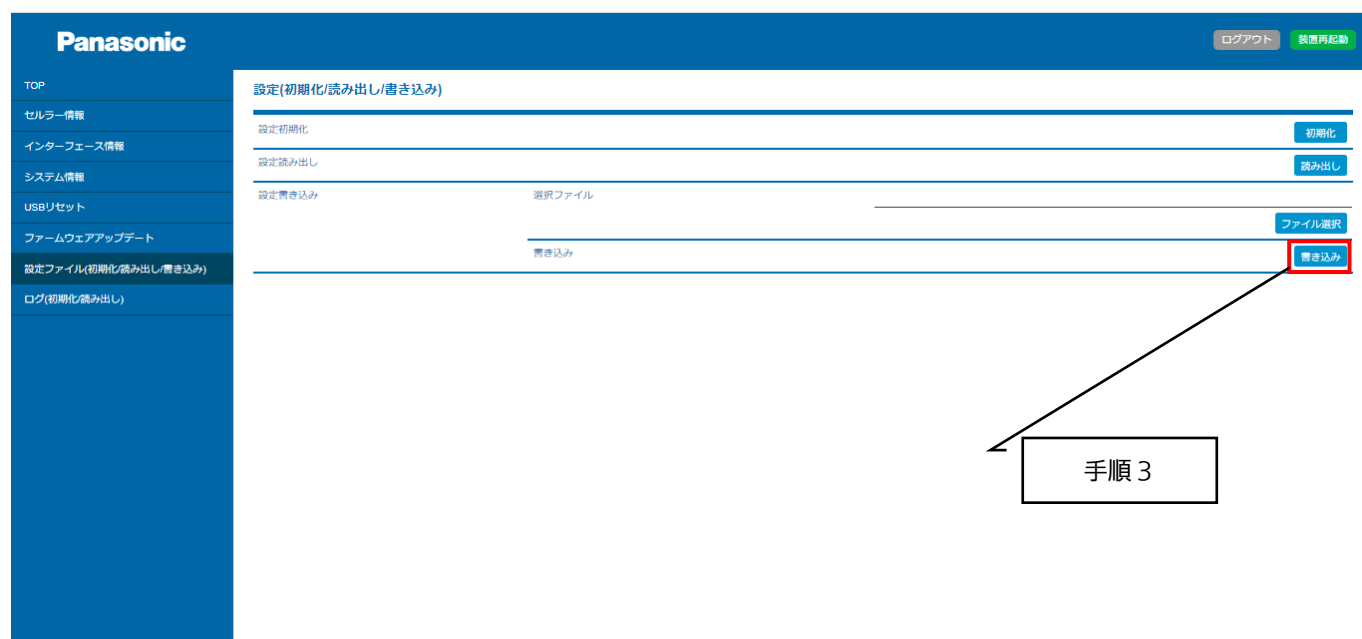 Panasonic
ログアウト 装置再起動
TOP
セルラー情報
インターフェース情報
システム情報
USBリセット
ファームウェアアップデート
設定ファイル(初期化/読み出し/書き込み)
ログ(初期化/読み出し)
設定(初期化/読み出し/書き込み)
設定初期化 初期化
設定読み出し 読み出し
設定書き込み 選択ファイル
ファイル選択
書き込み 書き込み
手順3